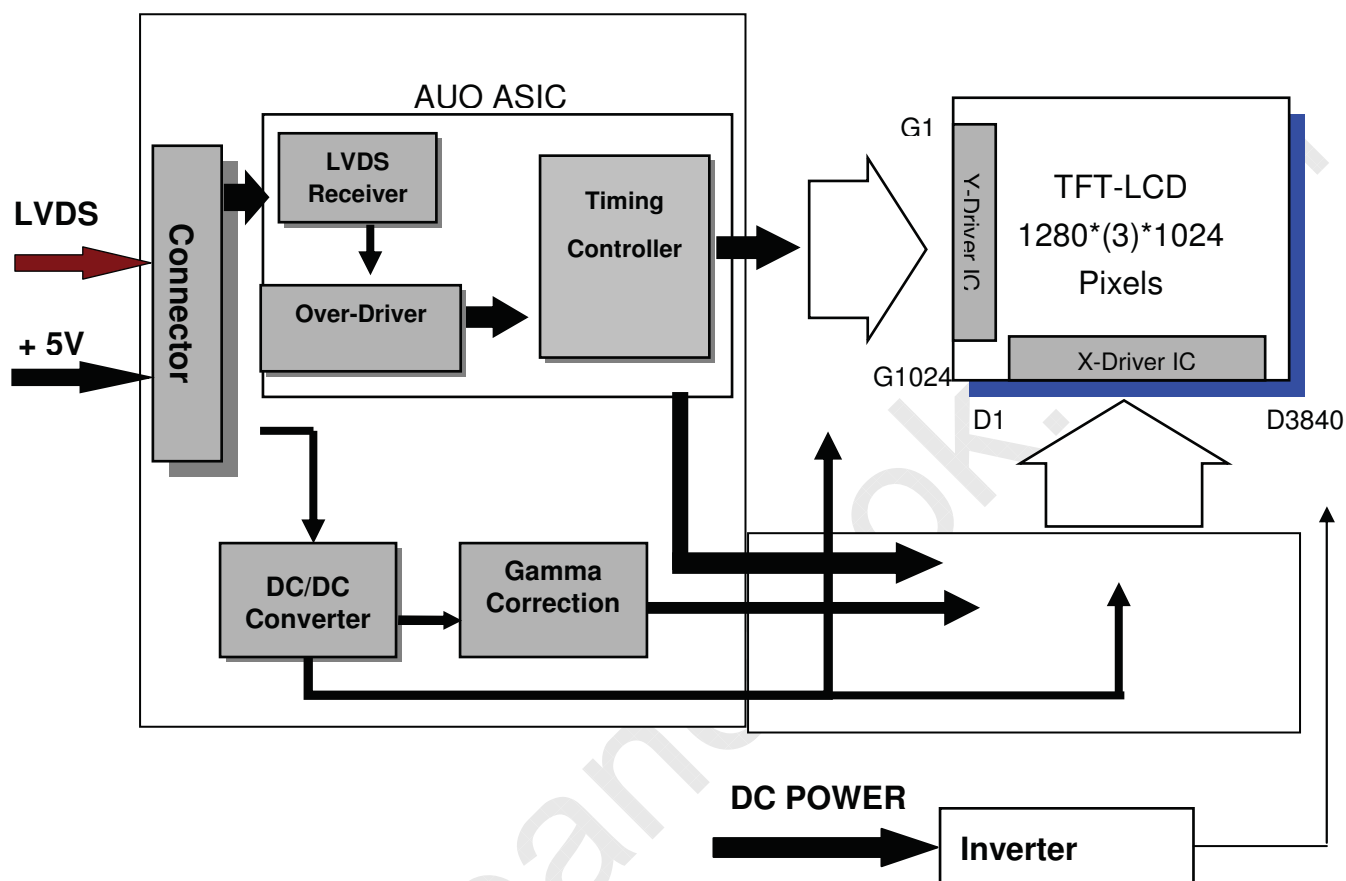 AUO ASIC
LVDS
+ 5V
Connector
LVDS
Receiver
Over-Driver
Timing
Controller
DC/DC
Converter
Gamma
Correction
G1
G1024
Y-Driver IC
TFT-LCD
1280*(3)*1024
Pixels
X-Driver IC
D1
D3840
DC POWER
Inverter